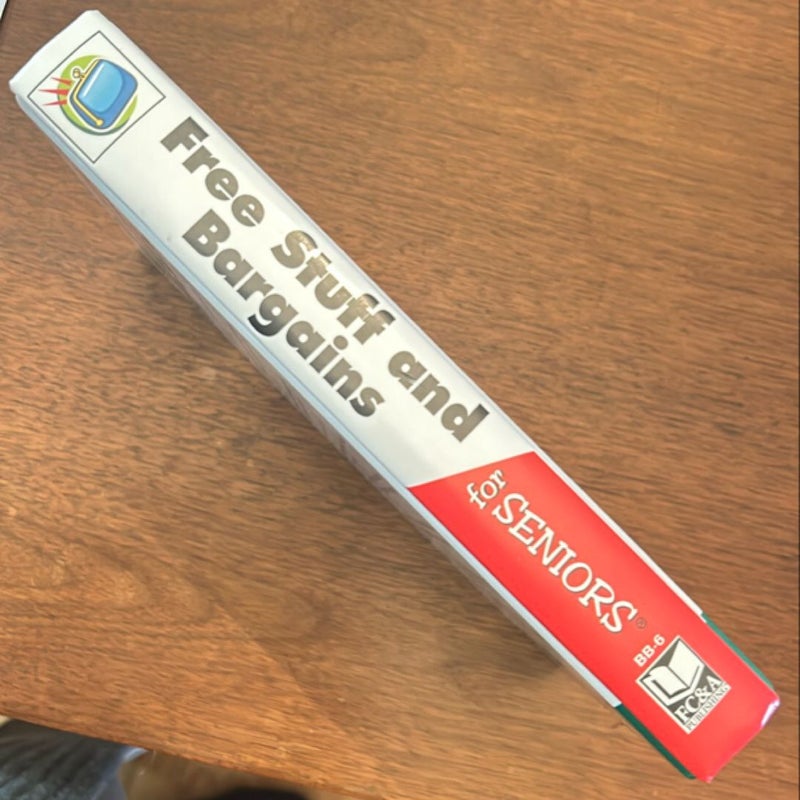 Free Stuff and
Bargains
for SENIORS®
BB-6
FC&A
PUBLISHING